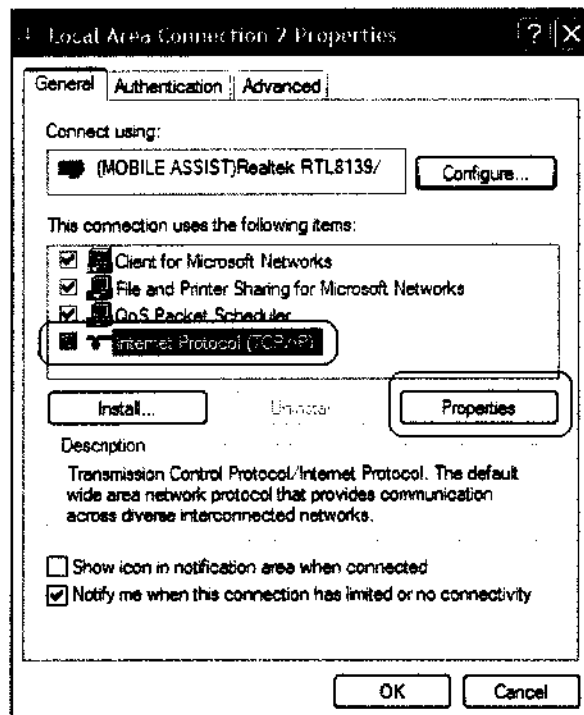 Local Area Connection 2 Properties
General Authentication Advanced
Connect using:
(MOBILE ASSIST)Realtek RTL8139/
Configure...
This connection uses the following items:
Client for Microsoft Networks
File and Printer Sharing for Microsoft Networks
QoS Packet Scheduler
Internet Protocol (TCP/IP)
Install... Uninstall Properties
Description
Transmission Control Protocol/Internet Protocol. The default
wide area network protocol that provides communication
across diverse interconnected networks.
Show icon in notification area when connected
Notify me when this connection has limited or no connectivity
OK Cancel